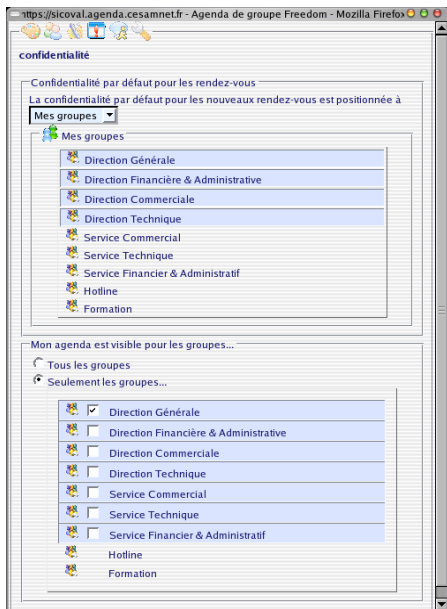 https://sicoval.agenda.cesamnet.fr - Agenda de groupe Freedom - Mozilla Firefox
confidentialité
Confidentialité par défaut pour les rendez-vous
La confidentialité par défaut pour les nouveaux rendez-vous est positionnée à
Mes groupes
Mes groupes
Direction Générale
Direction Financière & Administrative
Direction Commerciale
Direction Technique
Service Commercial
Service Technique
Service Financier & Administratif
Hotline
Formation
Mon agenda est visible pour les groupes...
Tous les groupes
Seulement les groupes...
Direction Générale
Direction Financière & Administrative
Direction Commerciale
Direction Technique
Service Commercial
Service Technique
Service Financier & Administratif
Hotline
Formation